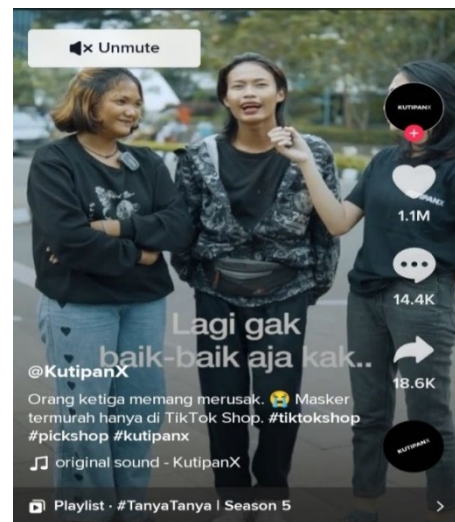 Unmute
KUTIPANX
1.1M
14.4K
18.6K
Lagi gak
baik-baik aja kak..
@KutipanX
Orang ketiga memang merusak. 😭 Masker
termurah hanya di TikTok Shop. #tiktokshop
#pickshop #kutipanx
original sound - KutipanX
KUTIPANX
Playlist · #TanyaTanya | Season 5